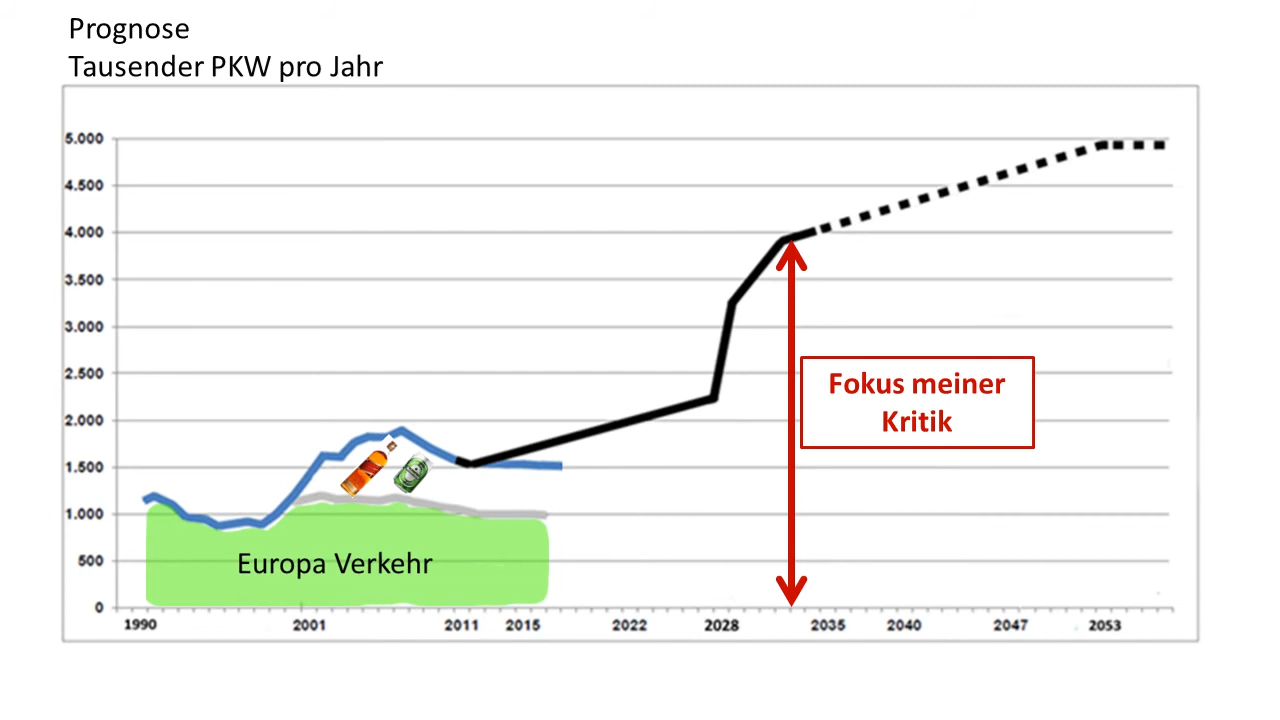 Prognose
Tausender PKW pro Jahr
5.000
4.500
4.000
3.500
3.000
2.500
2.000
1.500
1.000
500
0
Fokus meiner
Kritik
Europa Verkehr
1990 2001 2011 2015 2022 2028 2035 2040 2047 2053